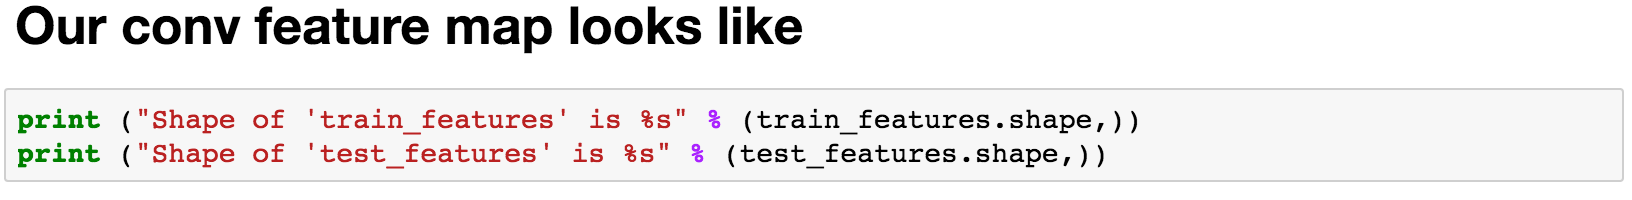 Our conv feature map looks like
print ("Shape of 'train_features' is %s" % (train_features.shape,))
print ("Shape of 'test_features' is %s" % (test_features.shape,))